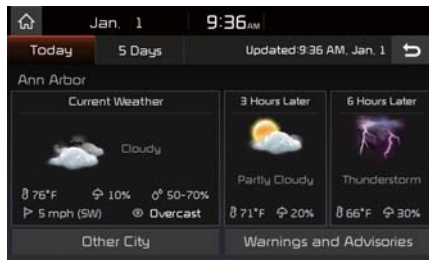 Jan. 1 9:36 AM
Today 5 Days Updated:9:36 AM, Jan. 1
Ann Arbor
Current Weather 3 Hours Later 6 Hours Later
Cloudy
Partly Cloudy Thunderstorm
76°F 10% 50-70%
71°F 20% 66°F 30%
5 mph (SW) Overcast
Other City Warnings and Advisories